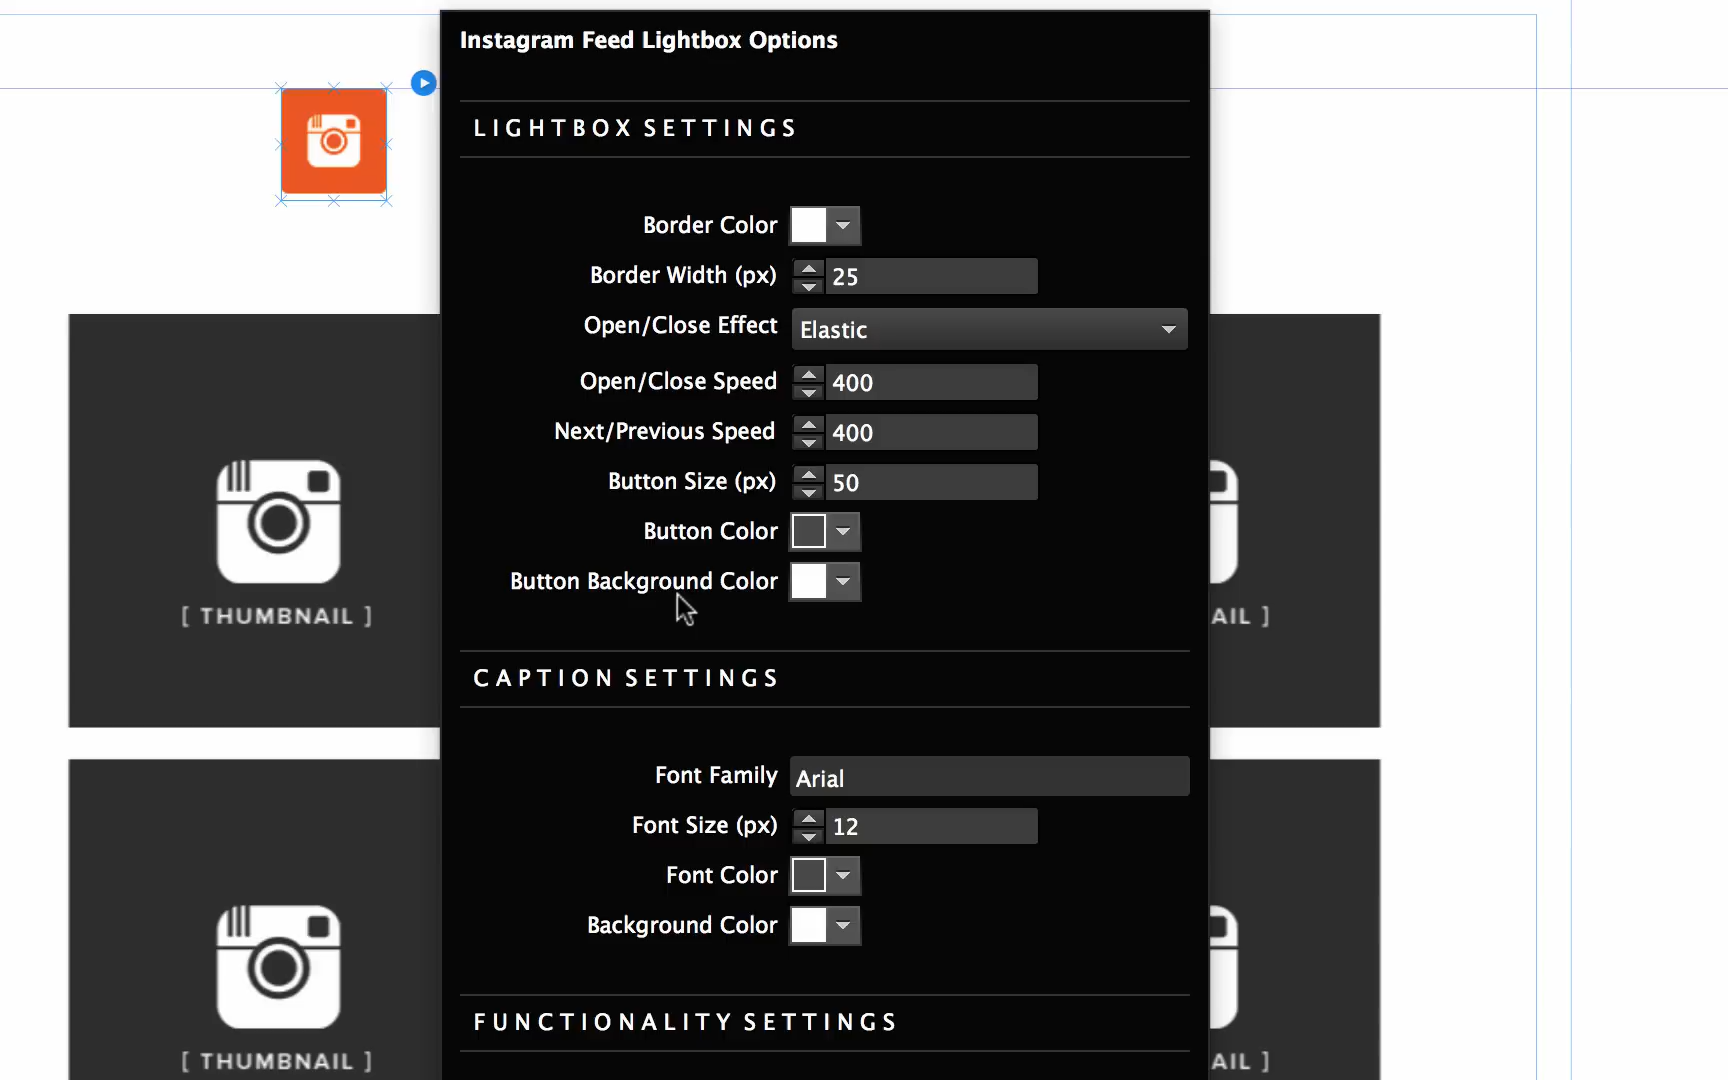 Instagram Feed Lightbox Options
LIGHTBOX SETTINGS
Border Color
Border Width (px) 25
Open/Close Effect Elastic
Open/Close Speed 400
Next/Previous Speed 400
Button Size (px) 50
Button Color
Button Background Color
CAPTION SETTINGS
Font Family Arial
Font Size (px) 12
Font Color
Background Color
FUNCTIONALITY SETTINGS
[ THUMBNAIL ]
AIL ]
[ THUMBNAIL ]
AIL ]